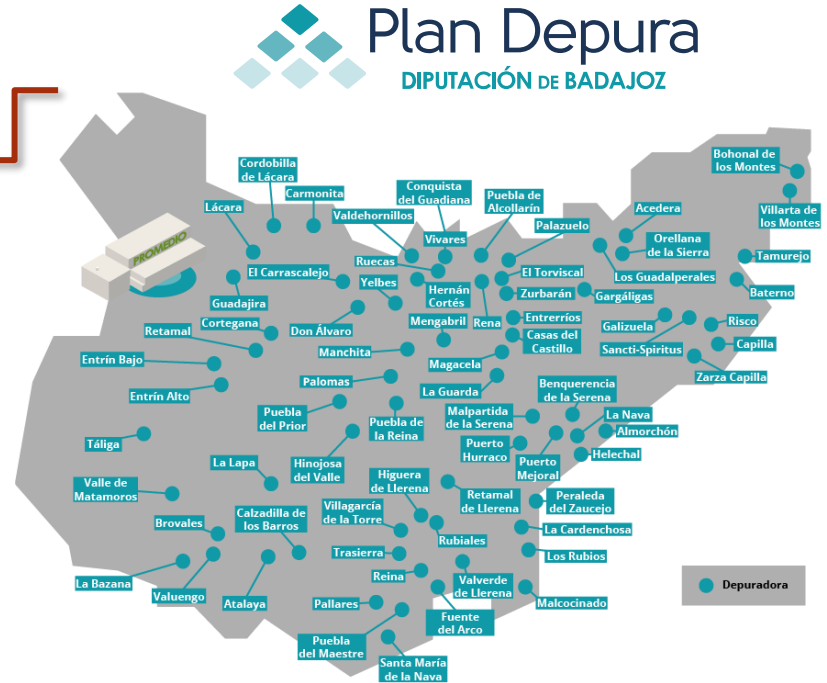 Plan Depura
DIPUTACIÓN DE BADAJOZ
Bohonal de
los Montes
Cordobilla
de Lácara
Carmonita
Conquista
del Guadiana
Puebla de
Alcollarín
Lácara
Valdehornillos
Acedera
Villarta de
los Montes
Palazuelo
Vivares
Orellana
de la Sierra
PROMEDIO
Ruecas
Tamurejo
El Carrascalejo
El Torviscal
Los Guadalperales
Yelbes
Hernán
Cortés
Zurbarán
Gargáligas
Baterno
Guadajira
Rena
Cortegana
Don Álvaro
Mengabril
Entrerríos
Galizuela
Risco
Retamal
Casas del
Castillo
Manchita
Sancti-Spiritus
Capilla
Entrín Bajo
Magacela
Zarza Capilla
Palomas
Benquerencia
de la Serena
Entrín Alto
La Guarda
Puebla
del Prior
Malpartida
de la Serena
La Nava
Puebla de
la Reina
Almorchón
Táliga
Puerto
Hurraco
Helechal
La Lapa
Hinojosa
del Valle
Puerto
Mejoral
Higuera
de Llerena
Valle de
Matamoros
Retamal
de Llerena
Peraleda
del Zaucejo
Villagarcía
de la Torre
Calzadilla de
los Barros
Brovales
La Cardenchosa
Rubiales
Trasierra
Los Rubios
Reina
La Bazana
Valverde
de Llerena
Depuradora
Valuengo
Atalaya
Pallares
Malcocinado
Fuente
del Arco
Puebla
del Maestre
Santa María
de la Nava